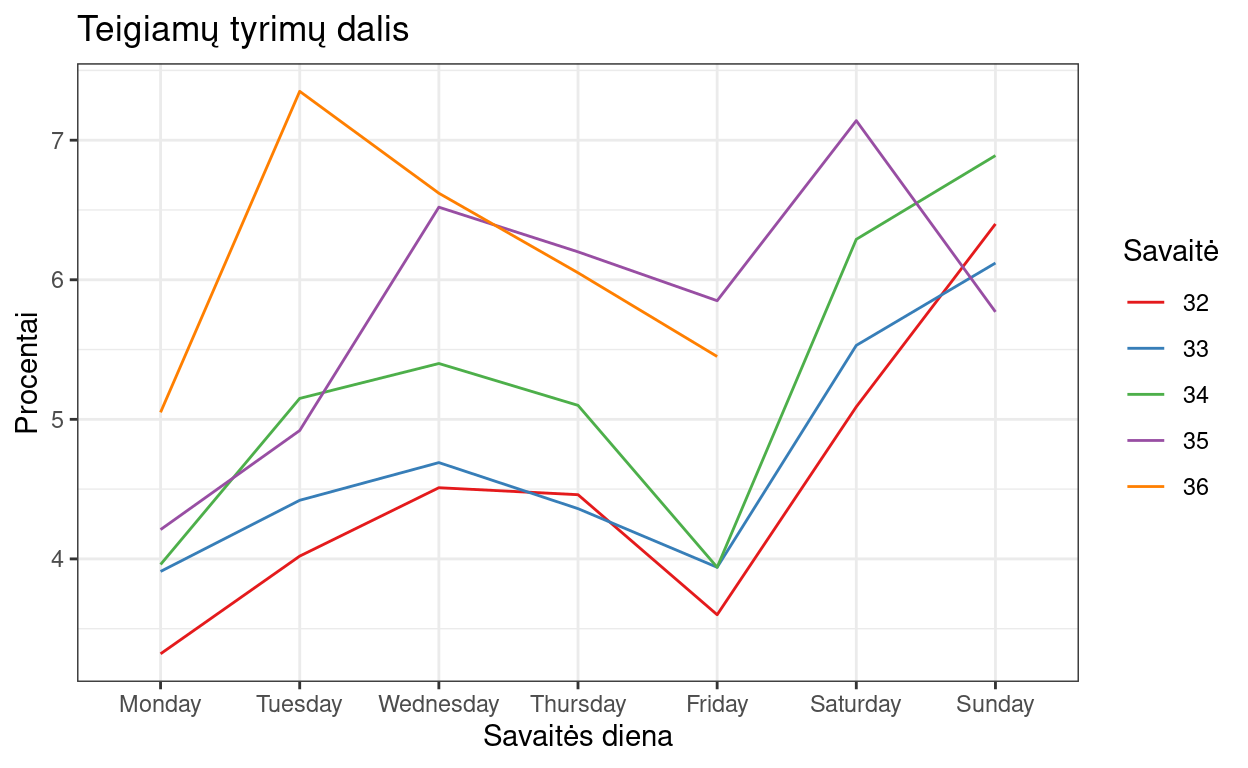 Teigiamų tyrimų dalis
Procentai
7
6
5
4
Monday Tuesday Wednesday Thursday Friday Saturday Sunday
Savaitės diena
Savaitė
32
33
34
35
36